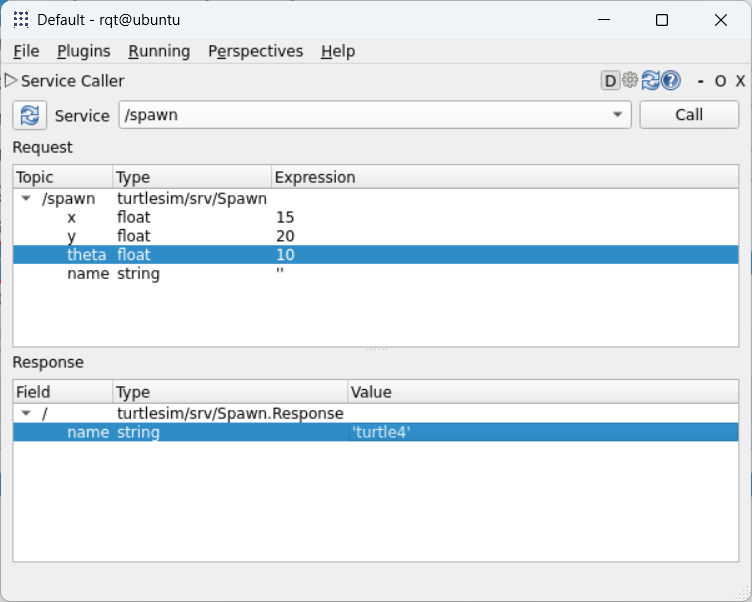 Default - rqt@ubuntu
File Plugins Running Perspectives Help
Service Caller D ? - O X
Service /spawn Call
Request
Topic Type Expression
/spawn turtlesim/srv/Spawn
x float 15
y float 20
theta float 10
name string ''
Response
Field Type Value
/ turtlesim/srv/Spawn.Response
name string 'turtle4'